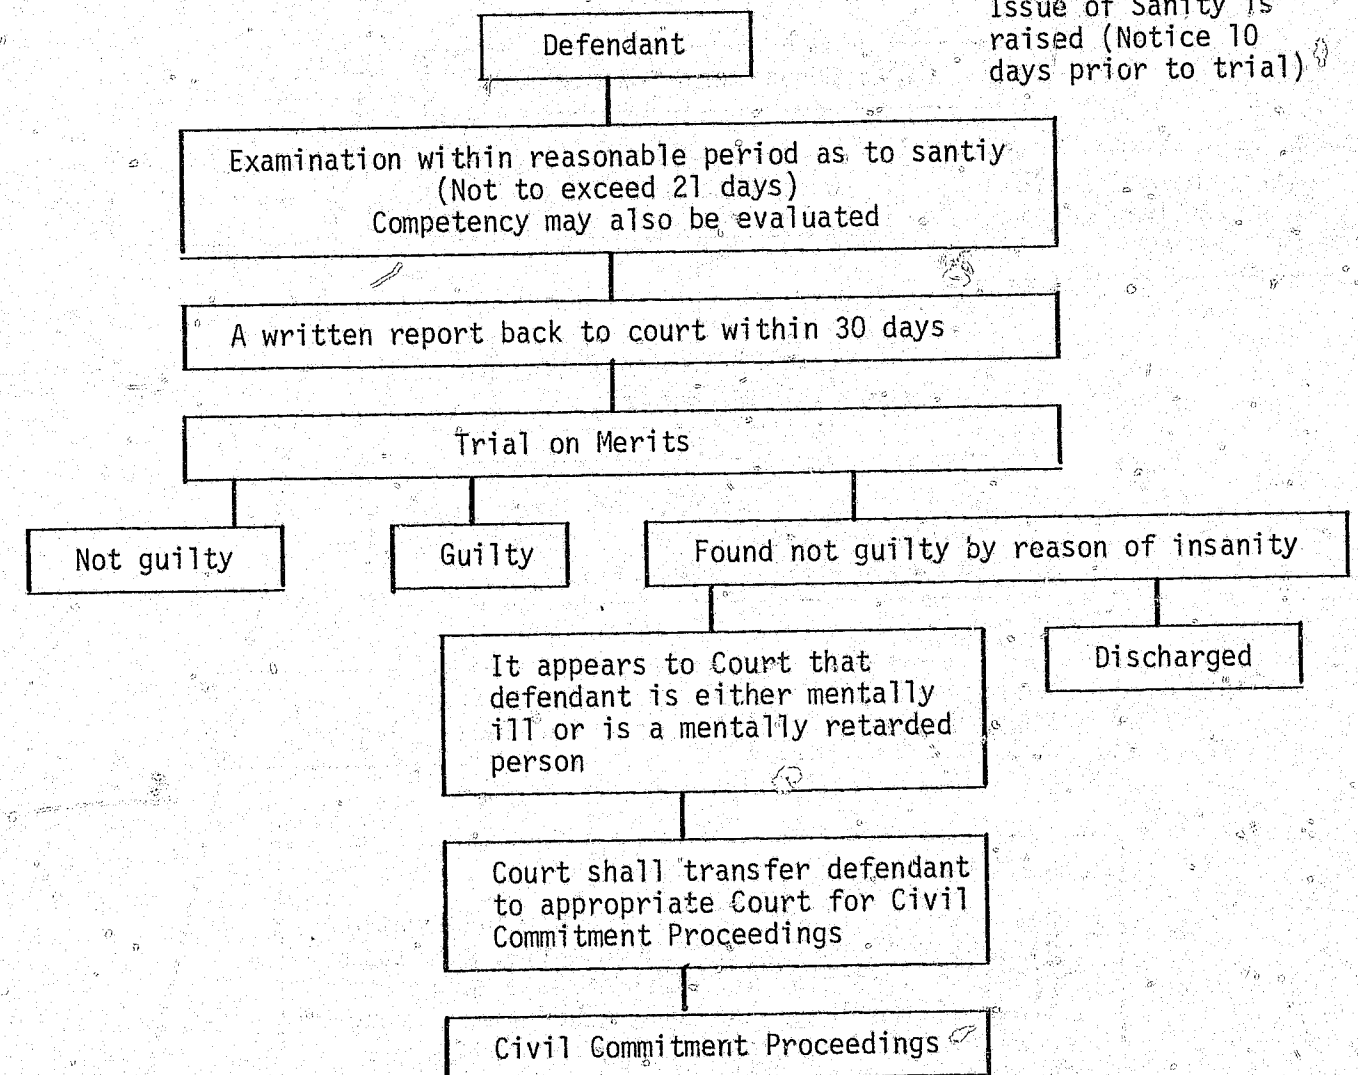 Issue of Sanity is
raised (Notice 10
days prior to trial)
Defendant
Examination within reasonable period as to santiy
(Not to exceed 21 days)
Competency may also be evaluated
A written report back to court within 30 days
Trial on Merits
Not guilty
Guilty
Found not guilty by reason of insanity
It appears to Court that
defendant is either mentally
ill or is a mentally retarded
person
Discharged
Court shall transfer defendant
to appropriate Court for Civil
Commitment Proceedings
Civil Commitment Proceedings